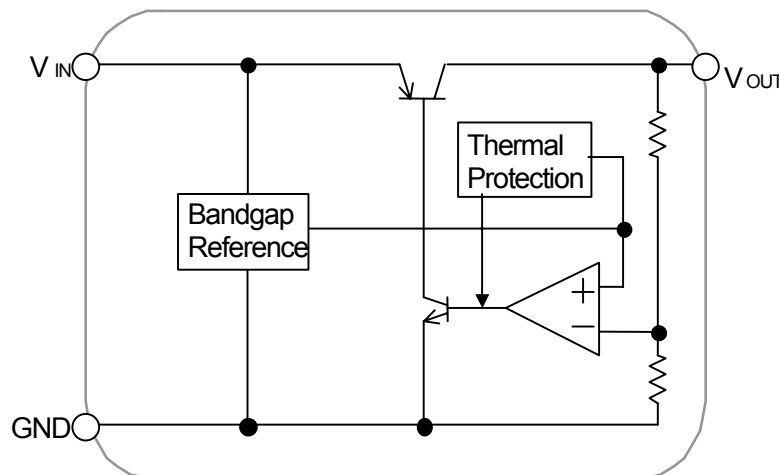 V IN
V OUT
Thermal
Protection
Bandgap
Reference
+
−
GND